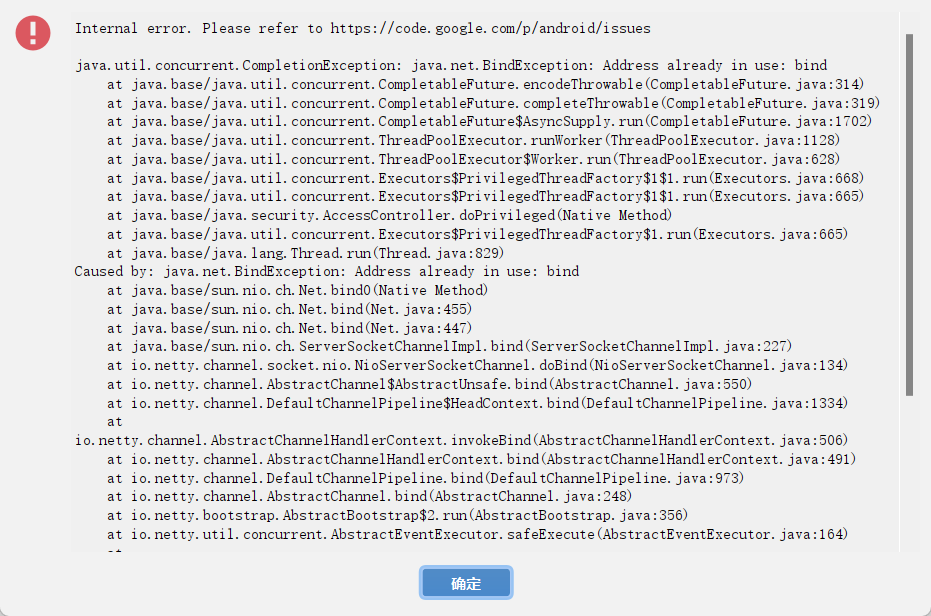 Internal error. Please refer to https://code.google.com/p/android/issues
java.util.concurrent.CompletionException: java.net.BindException: Address already in use: bind
at java.base/java.util.concurrent.CompletableFuture.encodeThrowable(CompletableFuture.java:314)
at java.base/java.util.concurrent.CompletableFuture.completeThrowable(CompletableFuture.java:319)
at java.base/java.util.concurrent.CompletableFuture$AsyncSupply.run(CompletableFuture.java:1702)
at java.base/java.util.concurrent.ThreadPoolExecutor.runWorker(ThreadPoolExecutor.java:1128)
at java.base/java.util.concurrent.ThreadPoolExecutor$Worker.run(ThreadPoolExecutor.java:628)
at java.base/java.util.concurrent.Executors$PrivilegedThreadFactory$1$1.run(Executors.java:668)
at java.base/java.util.concurrent.Executors$PrivilegedThreadFactory$1$1.run(Executors.java:665)
at java.base/java.security.AccessController.doPrivileged(Native Method)
at java.base/java.util.concurrent.Executors$PrivilegedThreadFactory$1.run(Executors.java:665)
at java.base/java.lang.Thread.run(Thread.java:829)
Caused by: java.net.BindException: Address already in use: bind
at java.base/sun.nio.ch.Net.bind0(Native Method)
at java.base/sun.nio.ch.Net.bind(Net.java:455)
at java.base/sun.nio.ch.Net.bind(Net.java:447)
at java.base/sun.nio.ch.ServerSocketChannelImpl.bind(ServerSocketChannelImpl.java:227)
at io.netty.channel.socket.nio.NioServerSocketChannel.doBind(NioServerSocketChannel.java:134)
at io.netty.channel.AbstractChannel$AbstractUnsafe.bind(AbstractChannel.java:550)
at io.netty.channel.DefaultChannelPipeline$HeadContext.bind(DefaultChannelPipeline.java:1334)
at
io.netty.channel.AbstractChannelHandlerContext.invokeBind(AbstractChannelHandlerContext.java:506)
at io.netty.channel.AbstractChannelHandlerContext.bind(AbstractChannelHandlerContext.java:491)
at io.netty.channel.DefaultChannelPipeline.bind(DefaultChannelPipeline.java:973)
at io.netty.channel.AbstractChannel.bind(AbstractChannel.java:248)
at io.netty.bootstrap.AbstractBootstrap$2.run(AbstractBootstrap.java:356)
at io.netty.util.concurrent.AbstractEventExecutor.safeExecute(AbstractEventExecutor.java:164)
确定